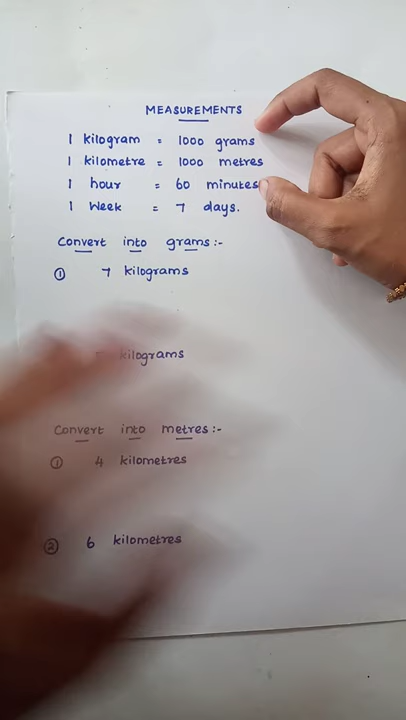 MEASUREMENTS
1 kilogram = 1000 grams
1 kilometre = 1000 metres
1 hour = 60 minutes
1 Week = 7 days.
Convert into grams:-
① 7 kilograms
kilograms
Convert into metres:-
① 4 kilometres
② 6 kilometres